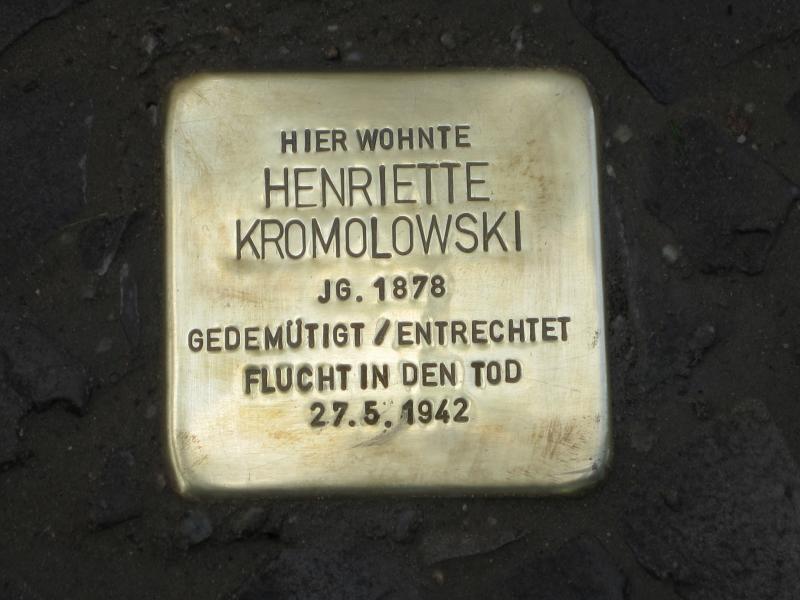 HIER WOHNTE
HENRIETTE
KROMOLOWSKI
JG. 1878
GEDEMÜTIGT / ENTRECHTET
FLUCHT IN DEN TOD
27.5.1942